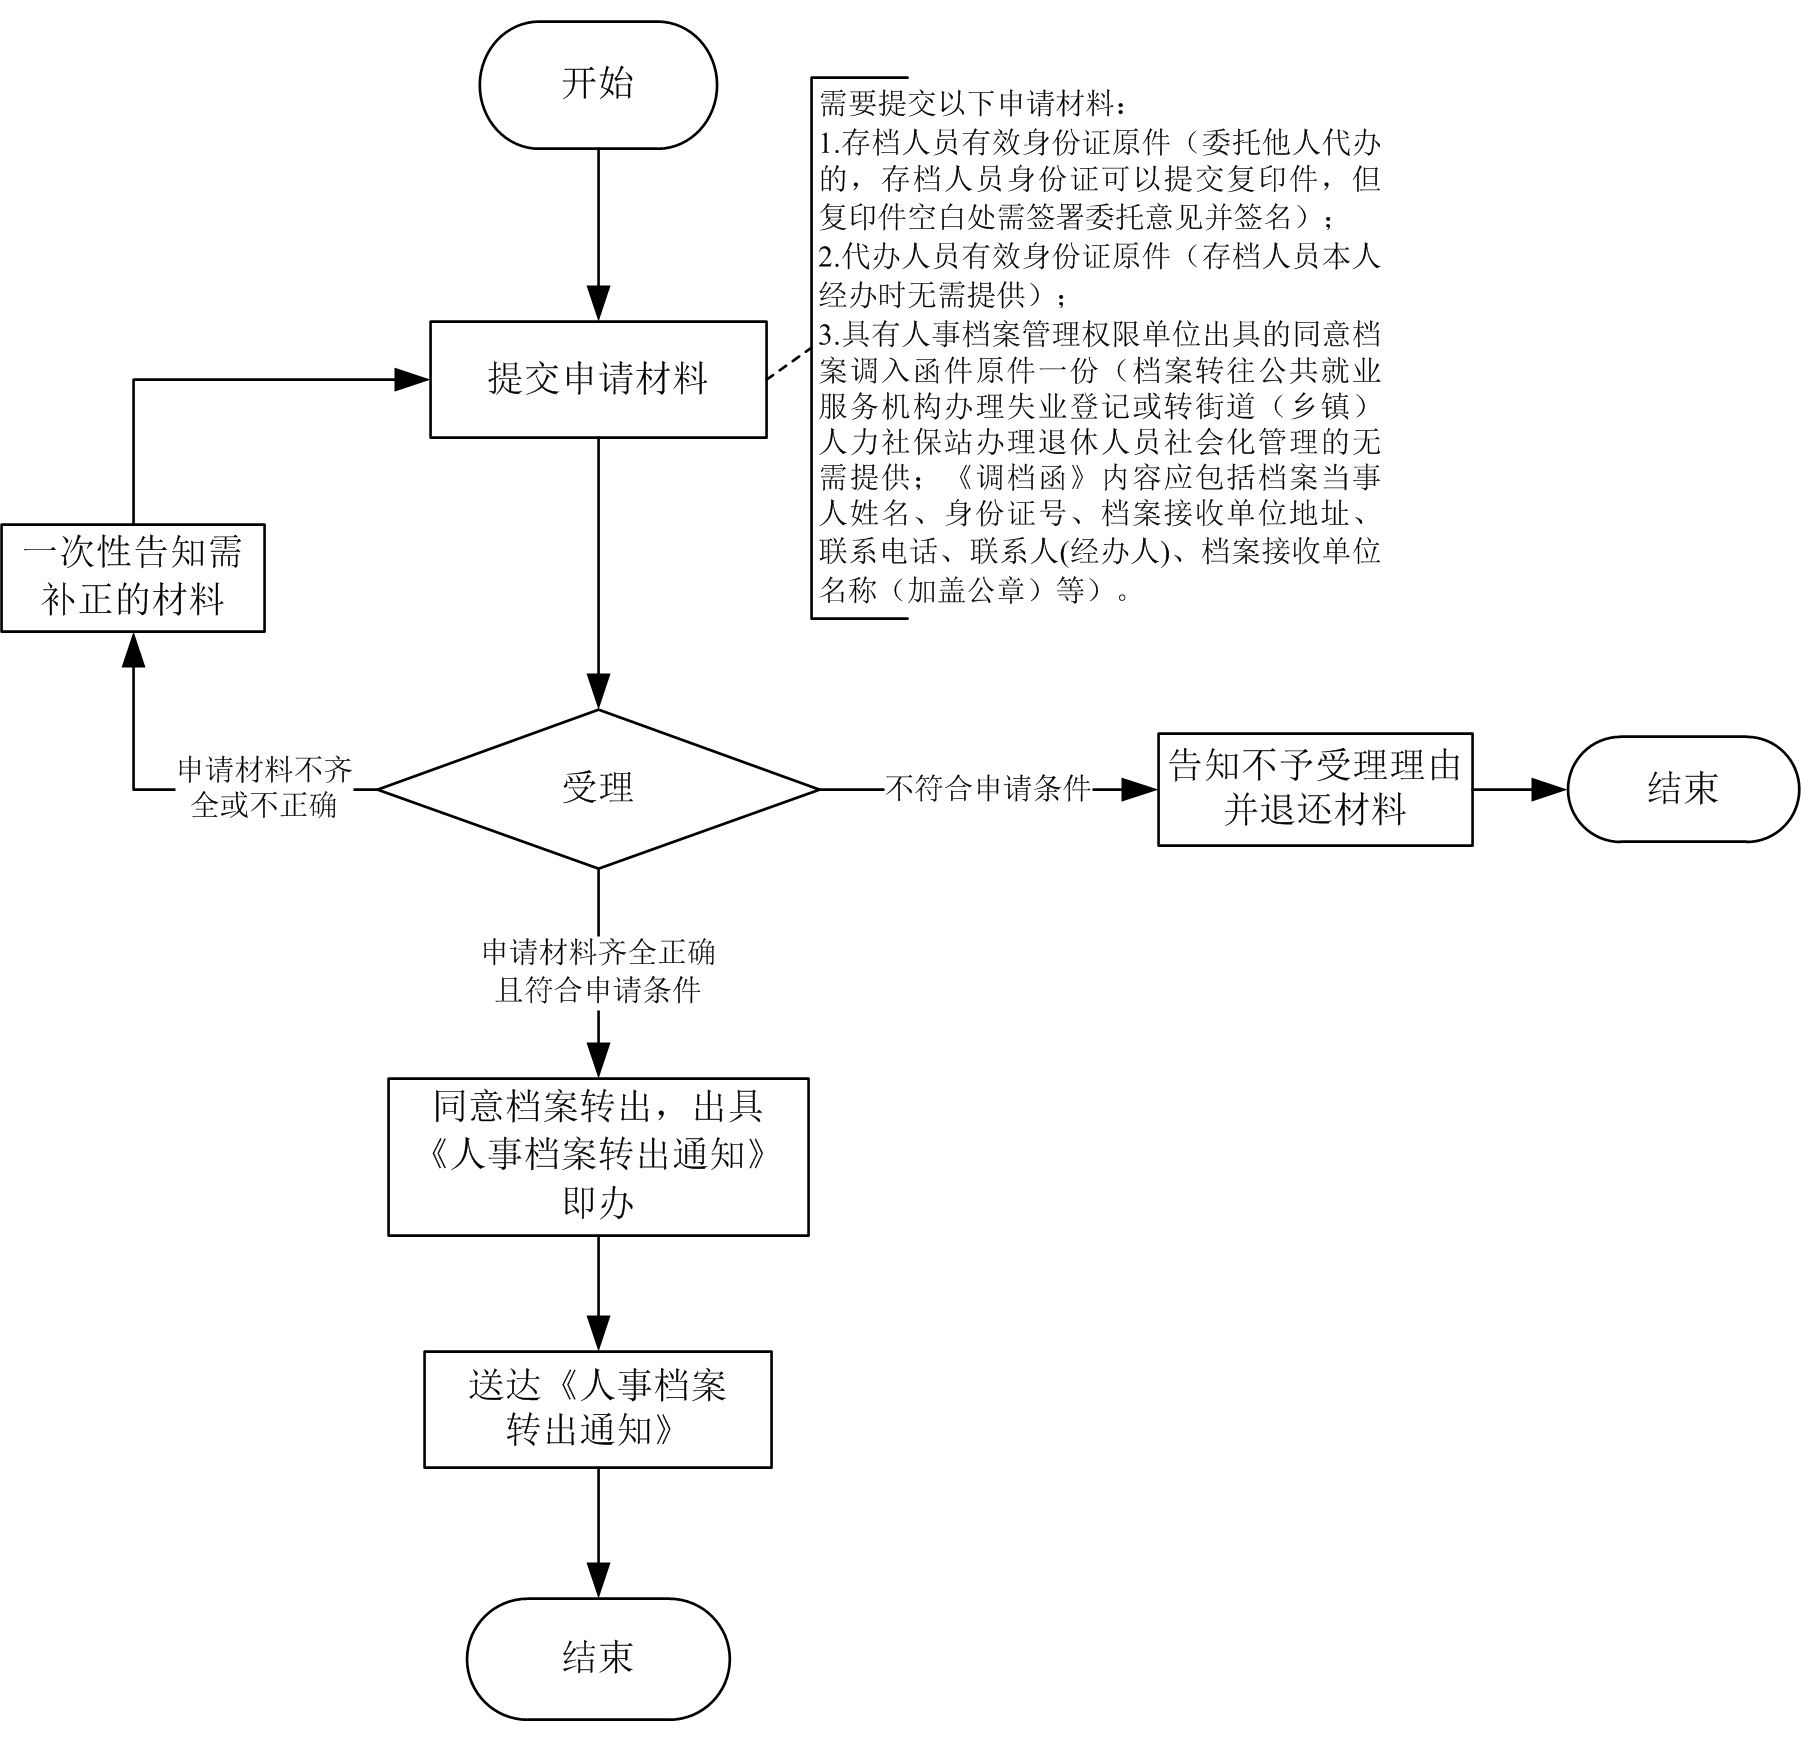 开始
需要提交以下申请材料：
1.存档人员有效身份证原件（委托他人代办
的，存档人员身份证可以提交复印件，但
复印件空白处需签署委托意见并签名）；
2.代办人员有效身份证原件（存档人员本人
经办时无需提供）；
3.具有人事档案管理权限单位出具的同意档
案调入函件原件一份（档案转往公共就业
服务机构办理失业登记或转街道（乡镇）
人力社保站办理退休人员社会化管理的无
需提供；《调档函》内容应包括档案当事
人姓名、身份证号、档案接收单位地址、
联系电话、联系人(经办人)、档案接收单位
名称（加盖公章）等）。
提交申请材料
一次性告知需
补正的材料
申请材料不齐
全或不正确
受理
不符合申请条件
告知不予受理理由
并退还材料
结束
申请材料齐全正确
且符合申请条件
同意档案转出，出具
《人事档案转出通知》
即办
送达《人事档案
转出通知》
结束